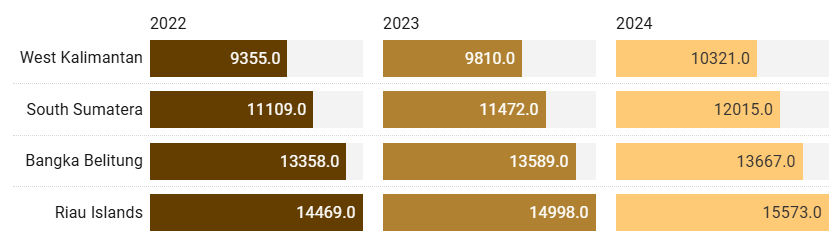 2022 2023 2024
West Kalimantan 9355.0 9810.0 10321.0
South Sumatera 11109.0 11472.0 12015.0
Bangka Belitung 13358.0 13589.0 13667.0
Riau Islands 14469.0 14998.0 15573.0